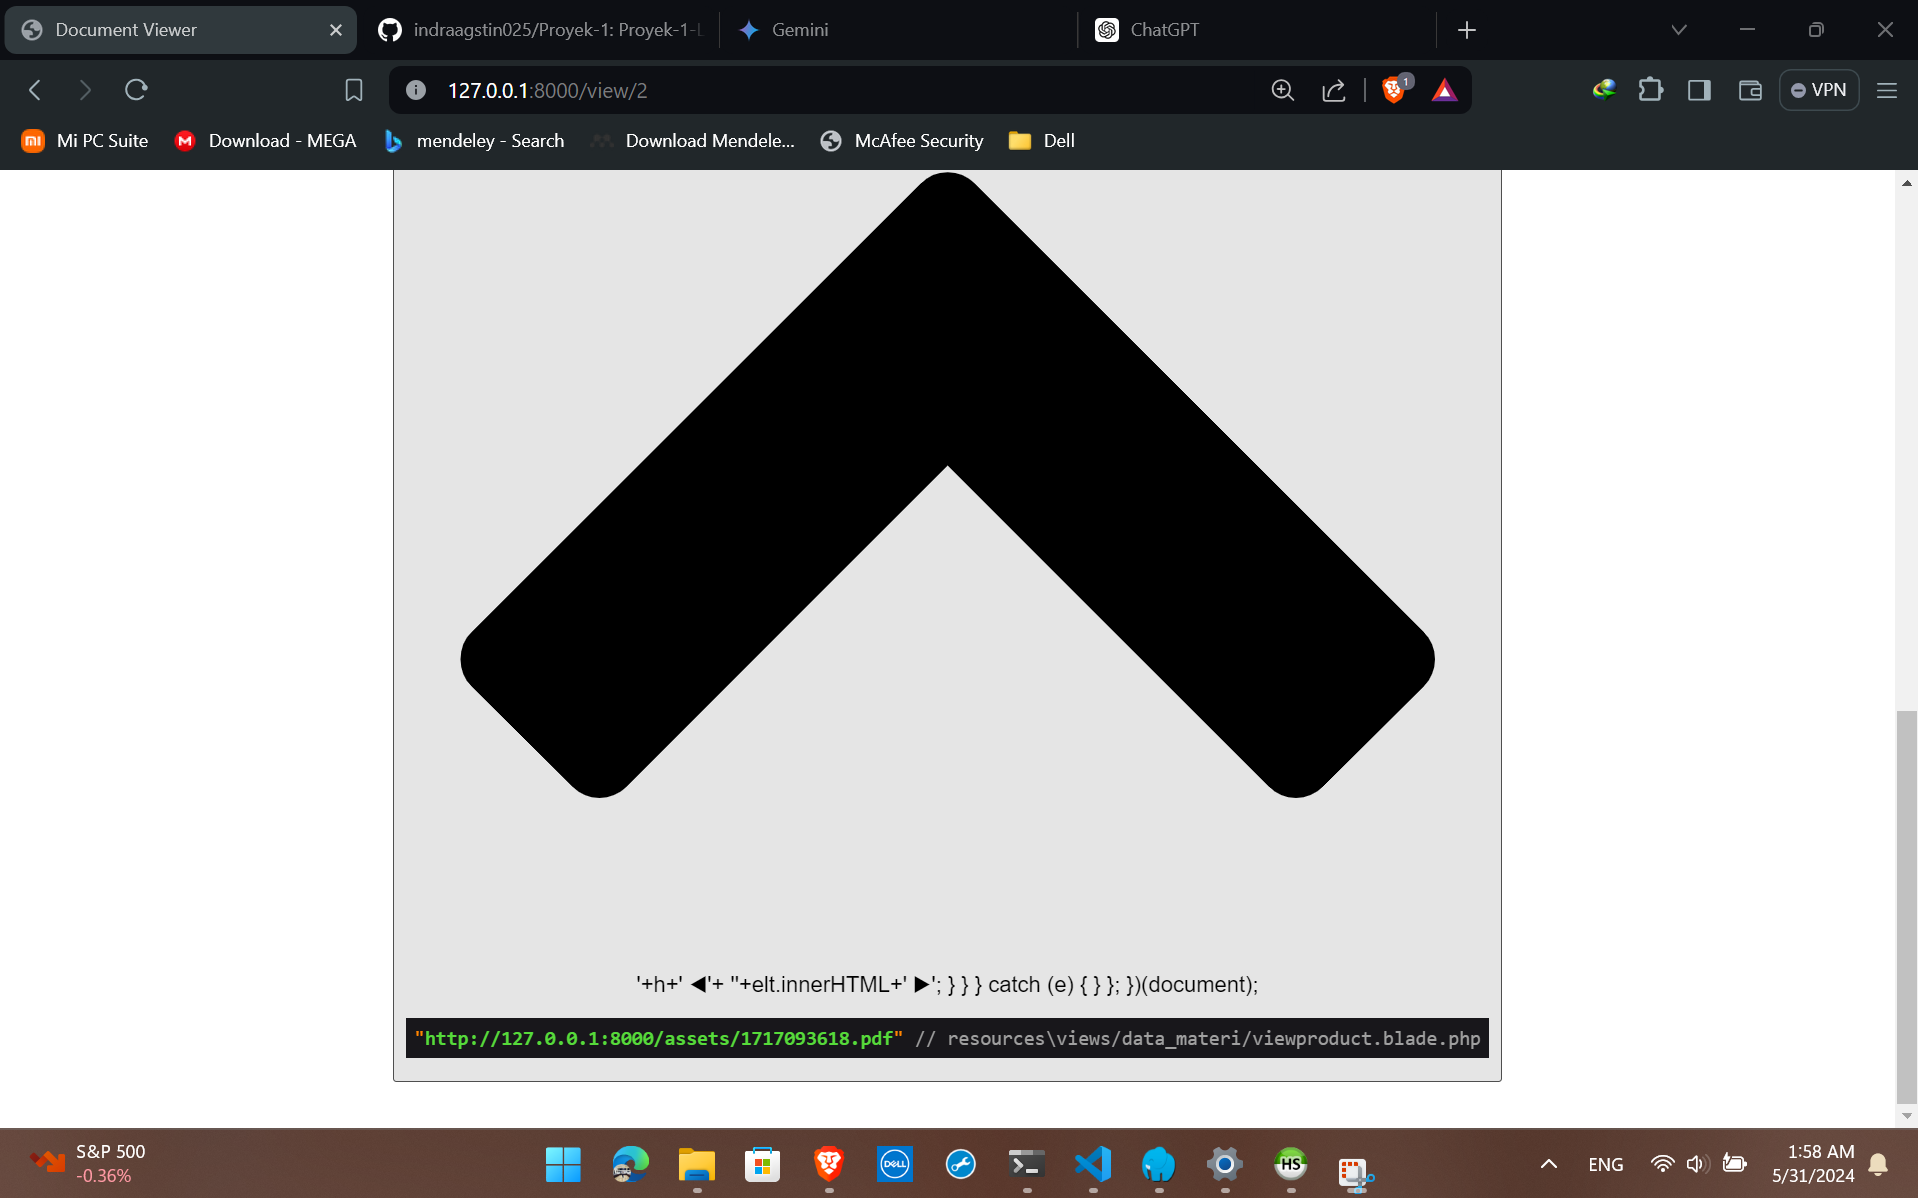 Document Viewer
indraagstin025/Proyek-1: Proyek-1-L
Gemini
ChatGPT
127.0.0.1:8000/view/2
1
VPN
Mi PC Suite
Download - MEGA
mendeley - Search
Download Mendele...
McAfee Security
Dell
'+h+' ◀'+ ''+elt.innerHTML+' ▶'; } } } catch (e) { } }; })(document);
"http://127.0.0.1:8000/assets/1717093618.pdf" // resources\views/data_materi/viewproduct.blade.php
S&P 500
-0.36%
DELL
HS
ENG
1:58 AM
5/31/2024